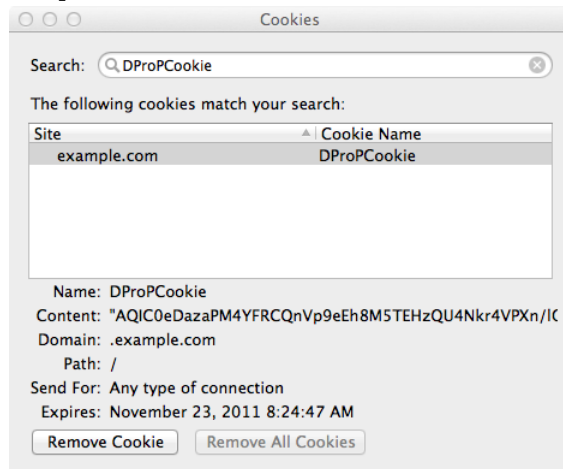 Cookies
Search: DProPCookie
The following cookies match your search:
Site Cookie Name
example.com DProPCookie
Name: DProPCookie
Content: "AQIC0eDazaPM4YFRCQnVp9eEh8M5TEHzQU4Nkr4VPXn/lC
Domain: .example.com
Path: /
Send For: Any type of connection
Expires: November 23, 2011 8:24:47 AM
Remove Cookie Remove All Cookies